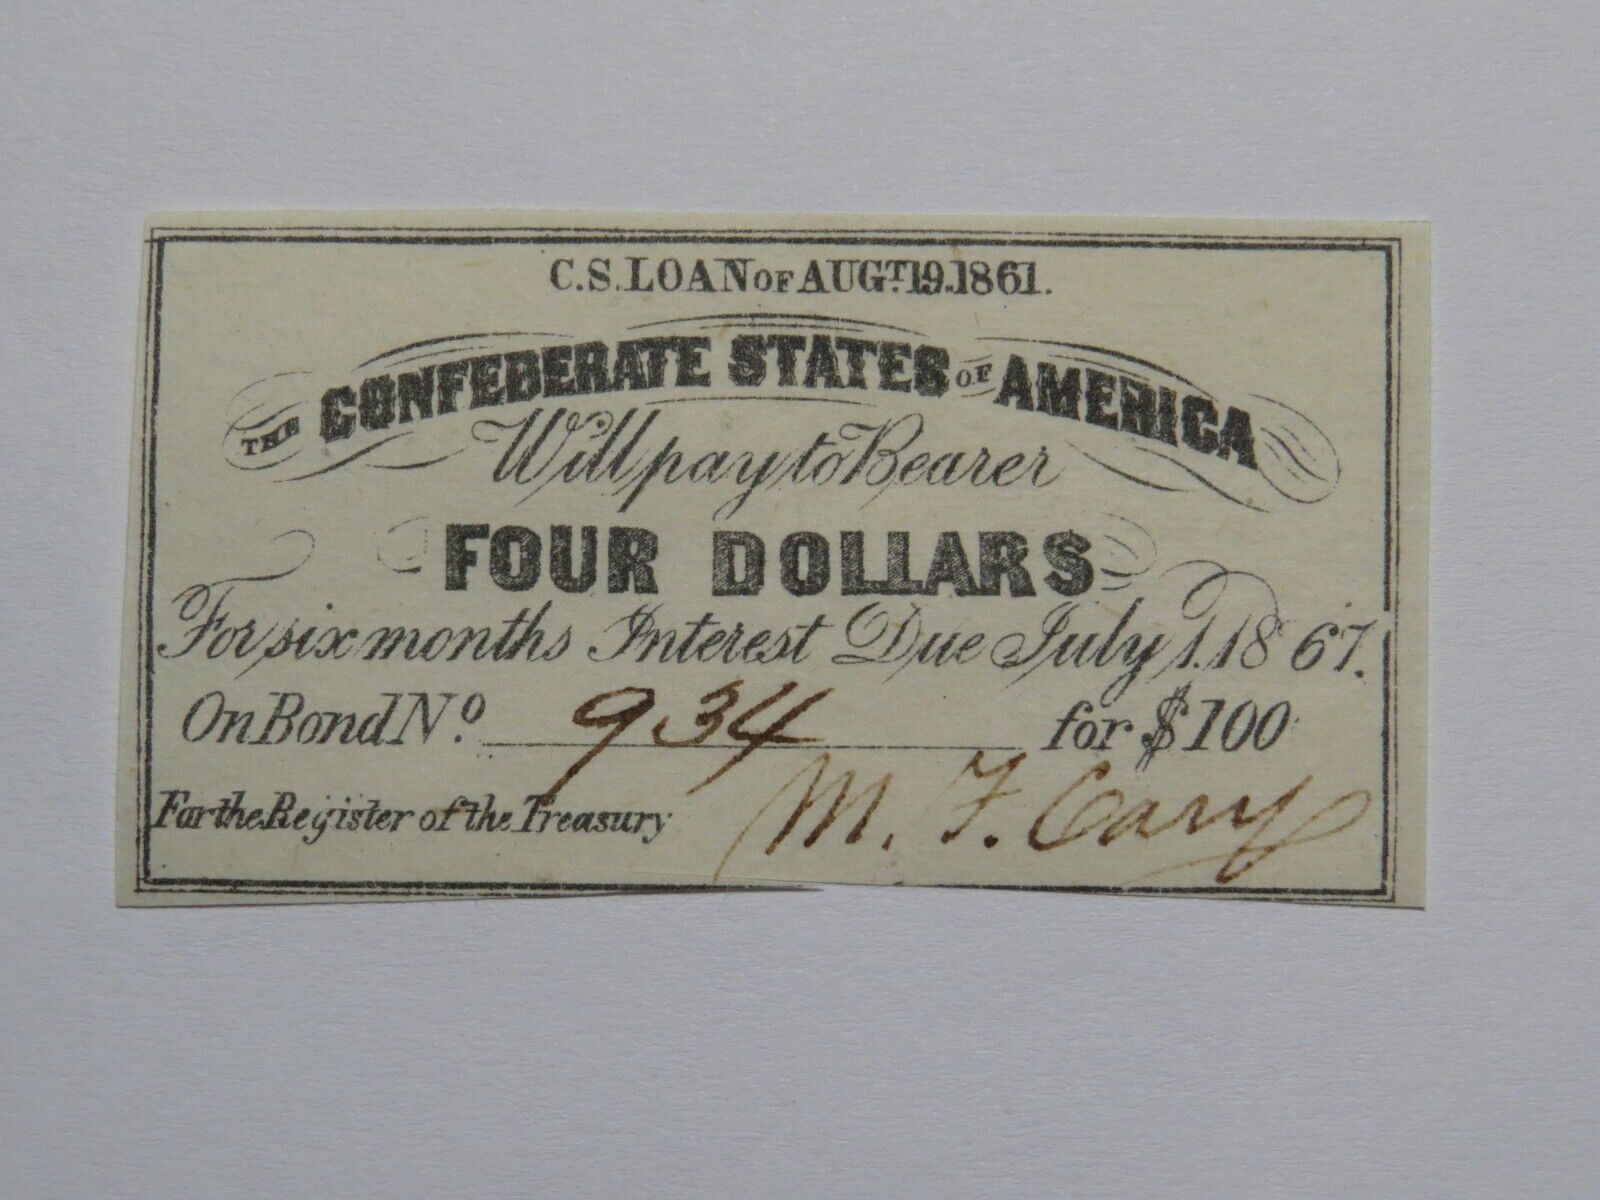 C.S. LOAN OF AUGT. 19. 1861.
THE CONFEDERATE STATES OF AMERICA
Will pay to Bearer
FOUR DOLLARS
For six months Interest Due July 1. 1867.
On Bond No. 934 for $100
For the Register of the Treasury M. F. Cary